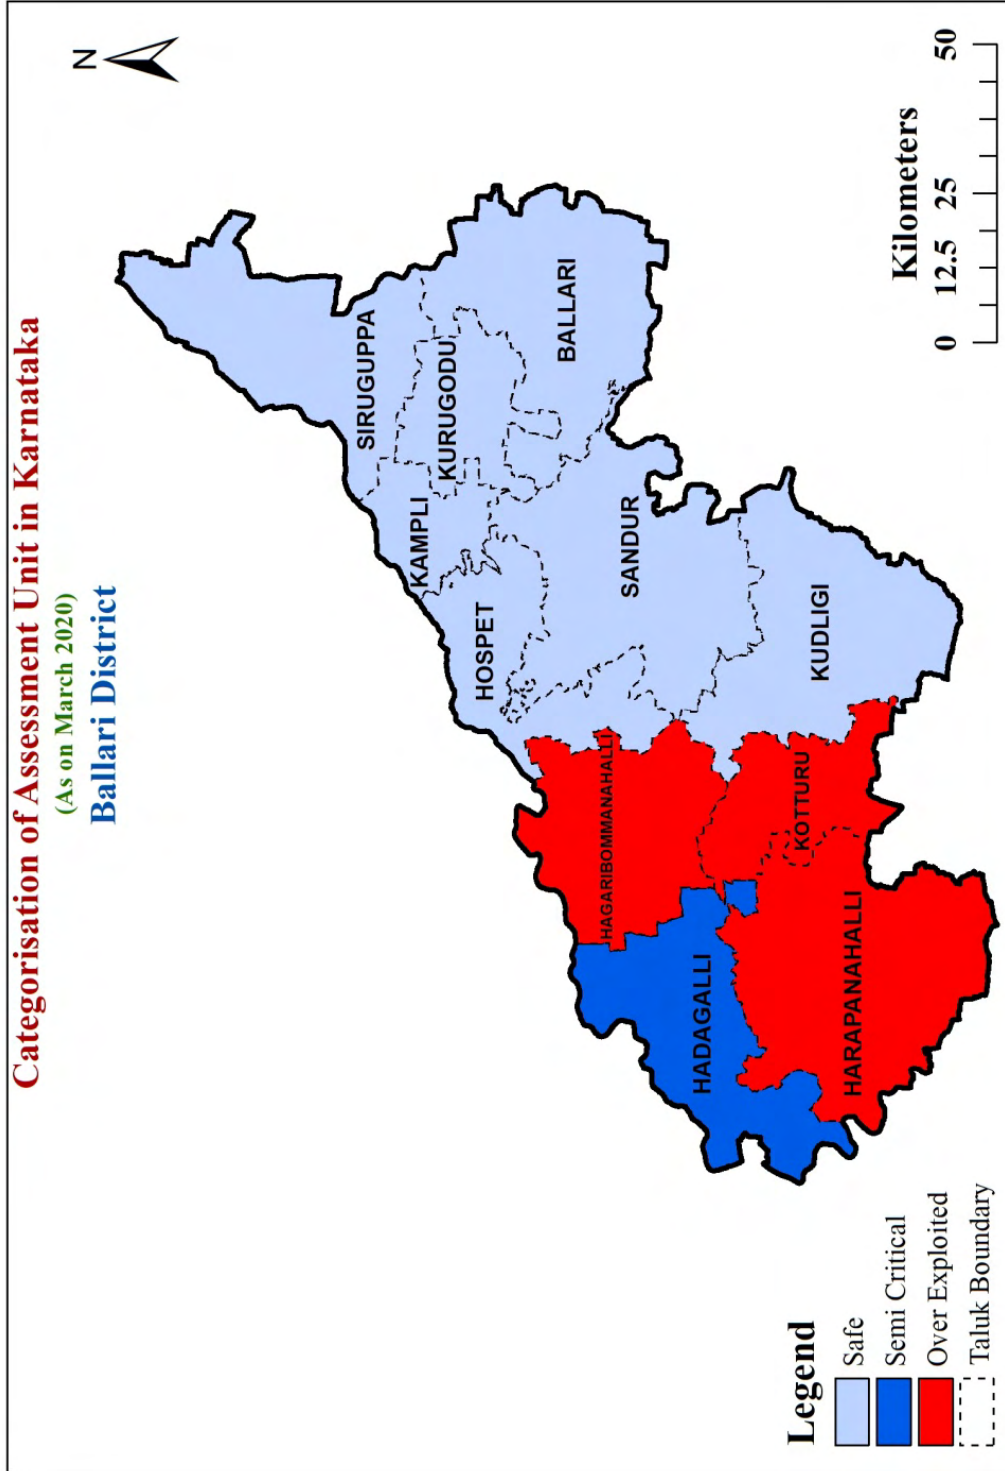 Categorisation of Assessment Unit in Karnataka
(As on March 2020)
Ballari District
N
SIRUGUPPA
KAMPLI
KURUGODU
HOSPET
BALLARI
SANDUR
HAGARIBOMMANAHALLI
HADAGALLI
KOTTURU
KUDLIGI
HARAPANAHALLI
Legend
Safe
Semi Critical
Over Exploited
Taluk Boundary
Kilometers
0 12.5 25 50